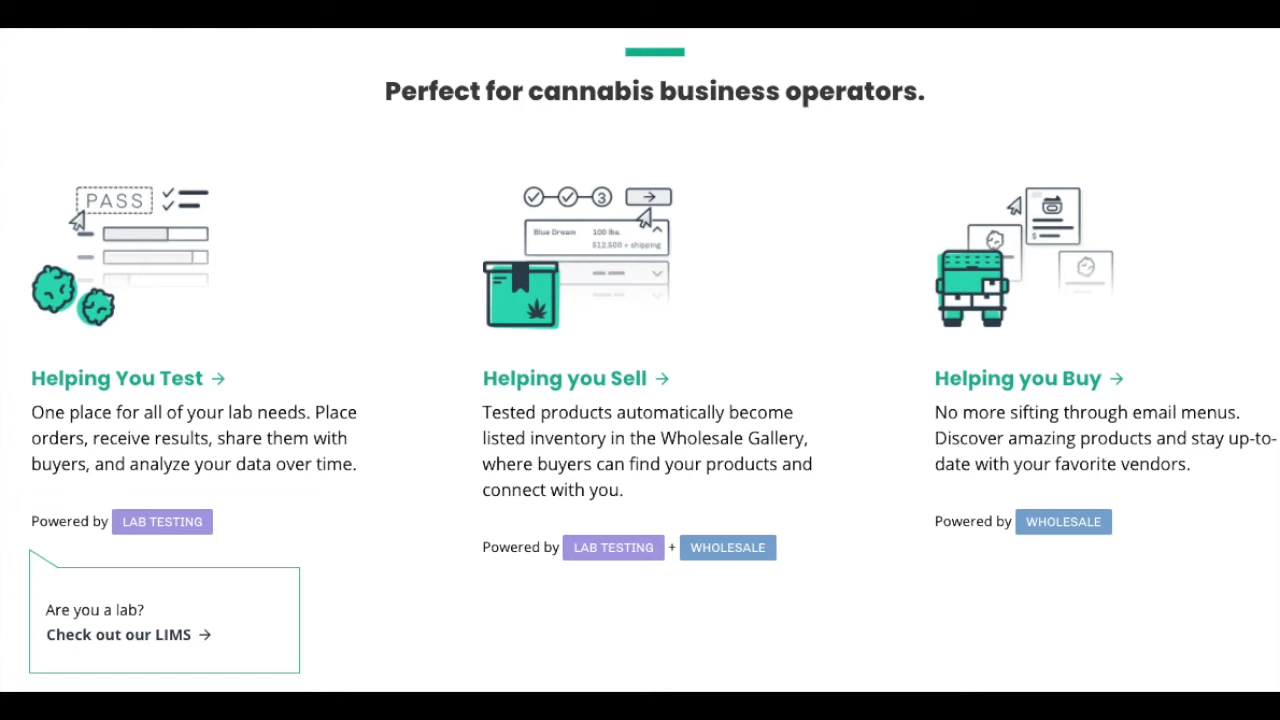 Perfect for cannabis business operators.
PASS
3
Blue Dream 100 lbs.
$12,500 + shipping
$
Helping You Test →
One place for all of your lab needs. Place
orders, receive results, share them with
buyers, and analyze your data over time.
Powered by LAB TESTING
Are you a lab?
Check out our LIMS →
Helping you Sell →
Tested products automatically become
listed inventory in the Wholesale Gallery,
where buyers can find your products and
connect with you.
Powered by LAB TESTING + WHOLESALE
Helping you Buy →
No more sifting through email menus.
Discover amazing products and stay up-to-
date with your favorite vendors.
Powered by WHOLESALE